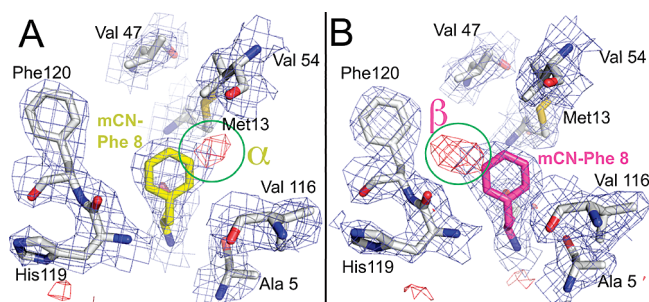 A
Val 47
Val 54
Phe120
mCN-
Phe 8
Met13
α
Val 116
His119
Ala 5
B
Val 47
Val 54
Phe120
β
Met13
mCN-Phe 8
Val 116
His119
Ala 5